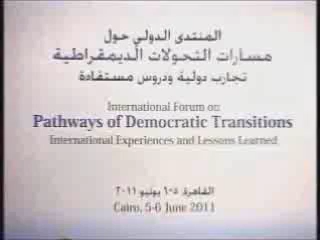 المنتدى الدولي حول
مسارات التحولات الديمقراطية
تجارب دولية ودروس مستفادة
International Forum on
Pathways of Democratic Transitions
International Experiences and Lessons Learned
القاهرة، ٥-٦ يونيو ٢٠١١
Cairo, 5-6 June 2011